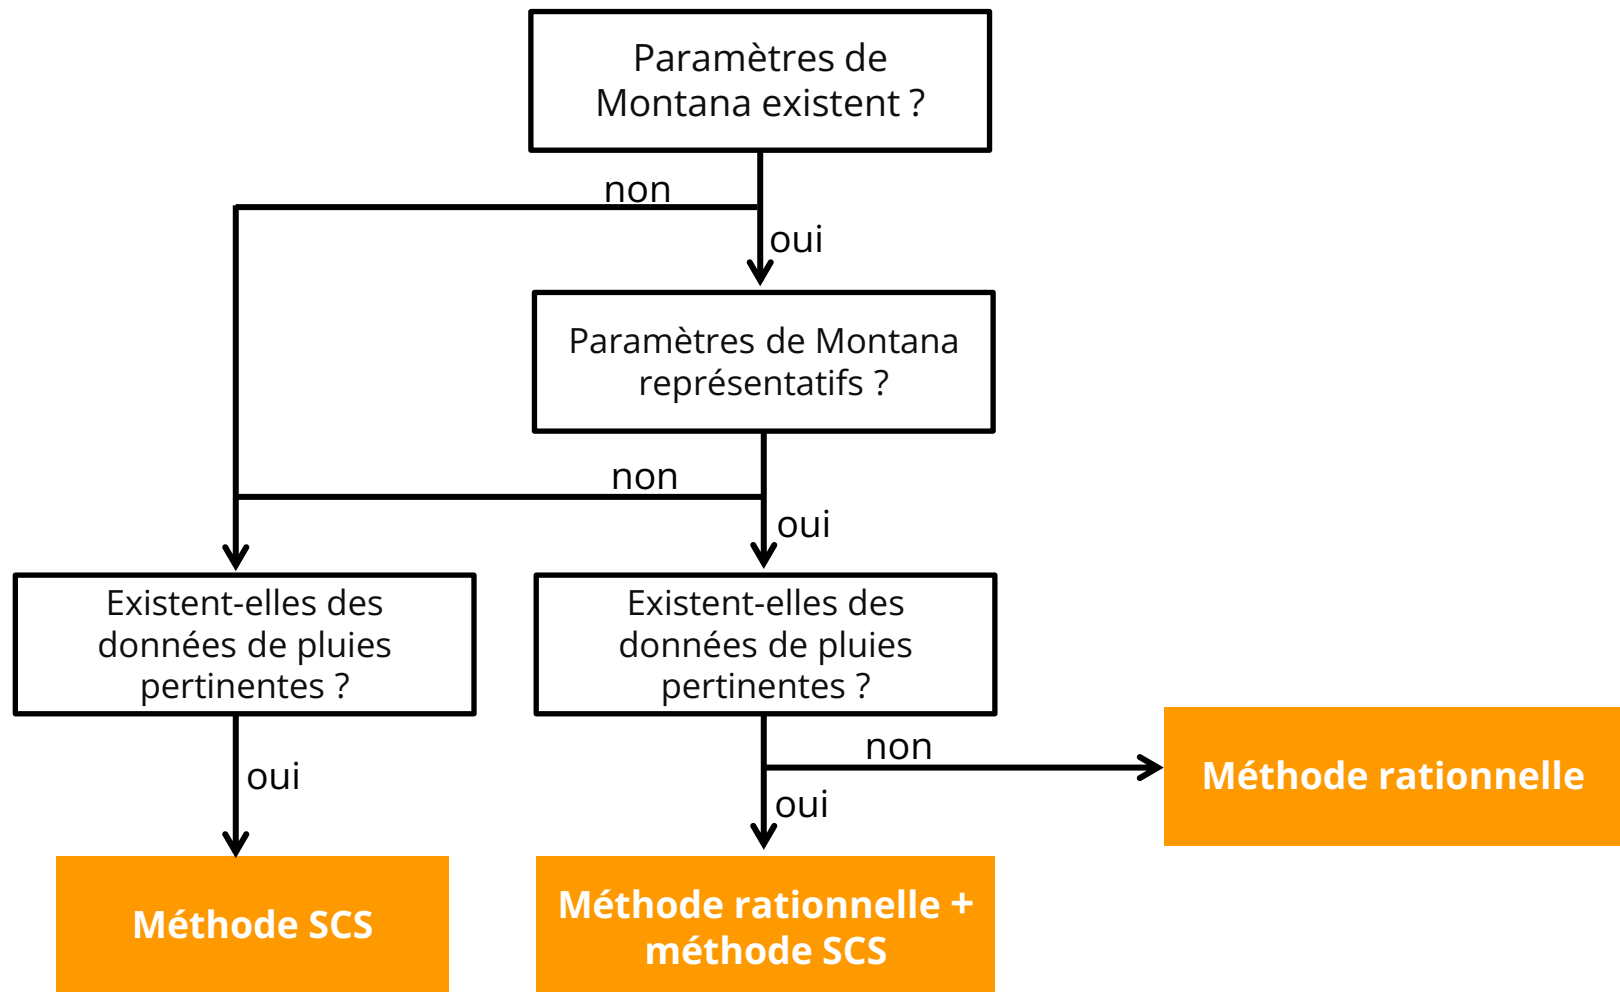 Paramètres de
Montana existent ?
non
oui
Paramètres de Montana
représentatifs ?
non
oui
Existent-elles des
données de pluies
pertinentes ?
Existent-elles des
données de pluies
pertinentes ?
non
oui
oui
Méthode rationnelle
Méthode SCS
Méthode rationnelle +
méthode SCS